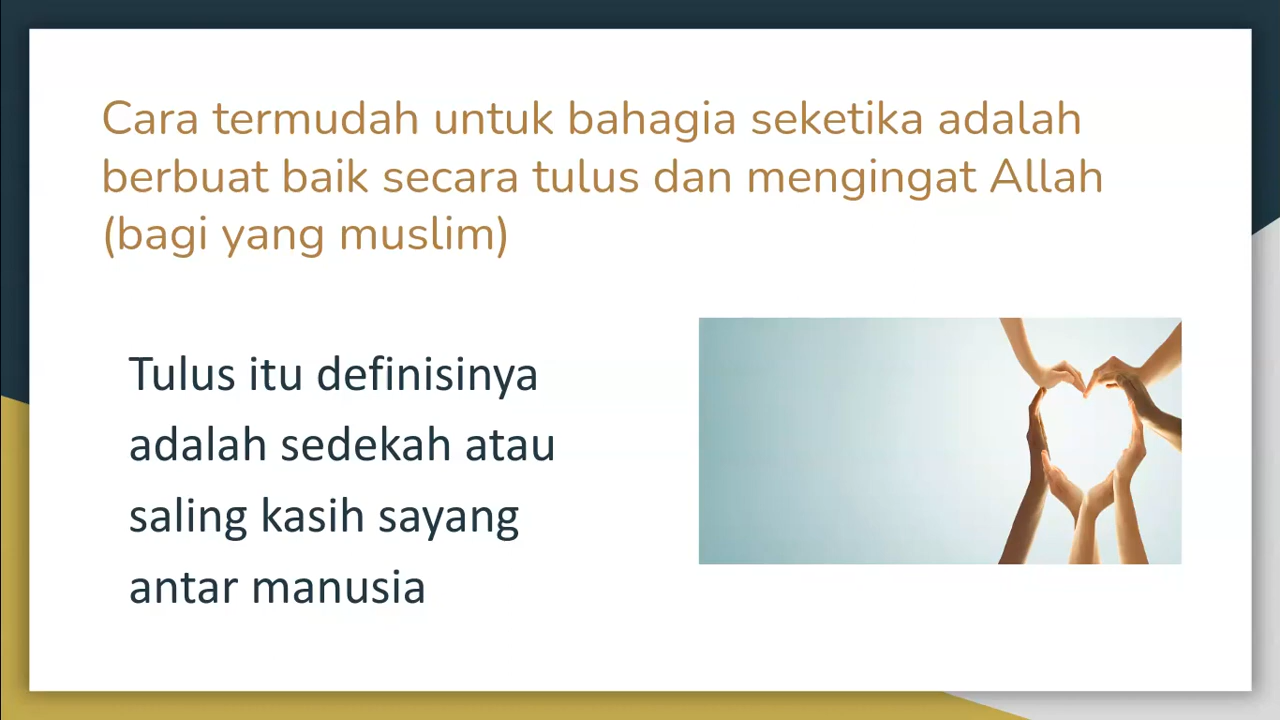 Cara termudah untuk bahagia seketika adalah
berbuat baik secara tulus dan mengingat Allah
(bagi yang muslim)
Tulus itu definisinya
adalah sedekah atau
saling kasih sayang
antar manusia